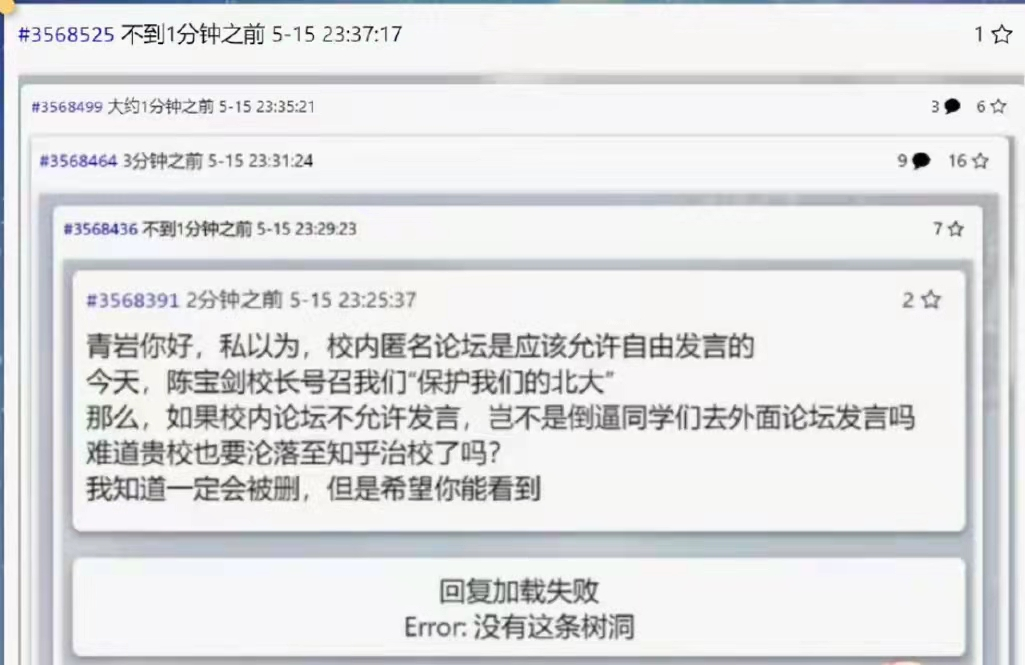 #3568525 不到1分钟之前 5-15 23:37:17 1
#3568499 大约1分钟之前 5-15 23:35:21 3 6
#3568464 3分钟之前 5-15 23:31:24 9 16
#3568436 不到1分钟之前 5-15 23:29:23 7
#3568391 2分钟之前 5-15 23:25:37 2
青岩你好，私以为，校内匿名论坛是应该允许自由发言的
今天，陈宝剑校长号召我们“保护我们的北大”
那么，如果校内论坛不允许发言，岂不是倒逼同学们去外面论坛发言吗
难道贵校也要沦落至知乎治校了吗？
我知道一定会被删，但是希望你能看到
回复加载失败
Error: 没有这条树洞